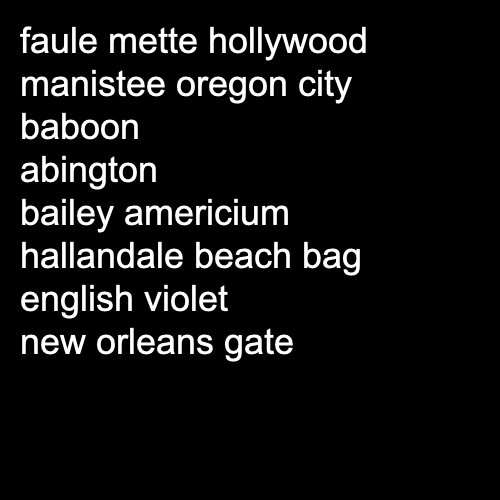 faule mette hollywood
manistee oregon city
baboon
abington
bailey americium
hallandale beach bag
english violet
new orleans gate